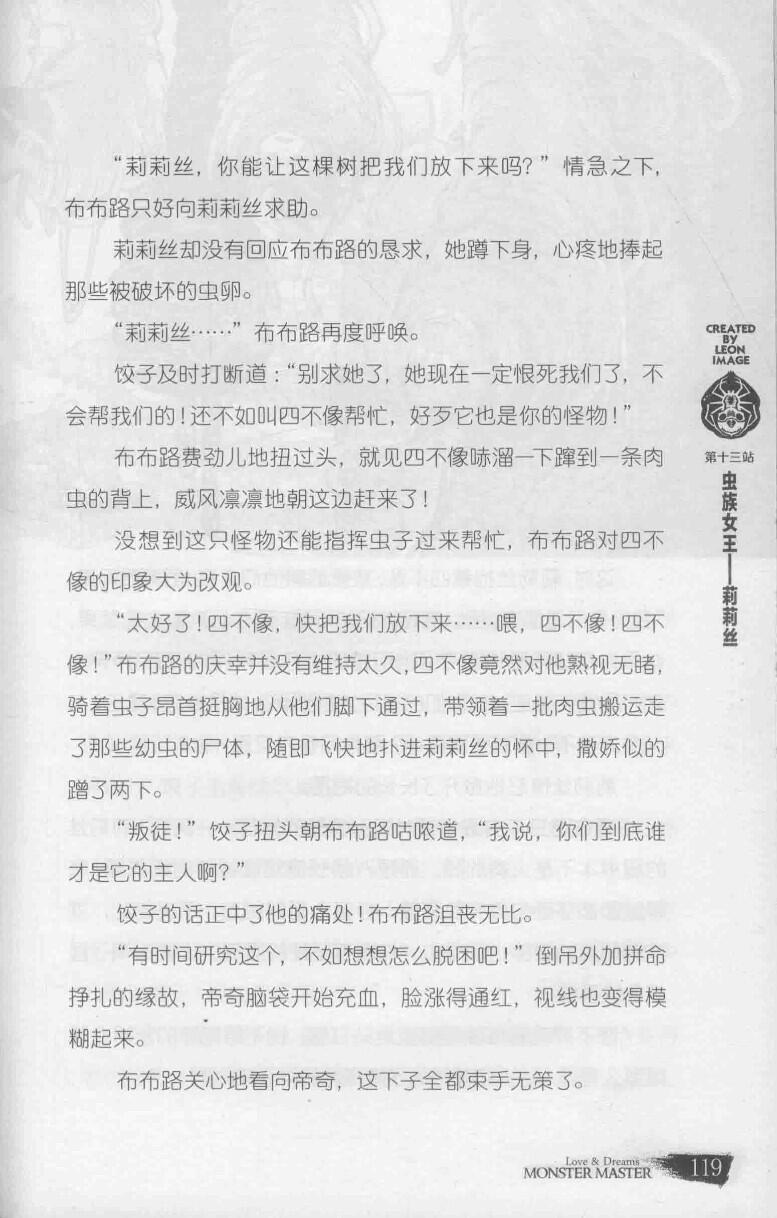 “莉莉丝，你能让这棵树把我们放下来吗？”情急之下，
布布路只好向莉莉丝求助。
莉莉丝却没有回应布布路的恳求，她蹲下身，心疼地捧起
那些被破坏的虫卵。
“莉莉丝……”布布路再度呼唤。
饺子及时打断道：“别求她了，她现在一定恨死我们了，不
会帮我们的！还不如叫四不像帮忙，好歹它也是你的怪物！”
布布路费劲儿地扭过头，就见四不像哧溜一下蹿到一条肉
虫的背上，威风凛凛地朝这边赶来了！
没想到这只怪物还能指挥虫子过来帮忙，布布路对四不
像的印象大为改观。
“太好了！四不像，快把我们放下来……喂，四不像！四不
像！”布布路的庆幸并没有维持太久，四不像竟然对他熟视无睹，
骑着虫子昂首挺胸地从他们脚下通过，带领着一批肉虫搬运走
了那些幼虫的尸体，随即飞快地扑进莉莉丝的怀中，撒娇似的
蹭了两下。
“叛徒！”饺子扭头朝布布路咕哝道，“我说，你们到底谁
才是它的主人啊？”
饺子的话正中了他的痛处！布布路沮丧无比。
“有时间研究这个，不如想想怎么脱困吧！”倒吊外加拼命
挣扎的缘故，帝奇脑袋开始充血，脸涨得通红，视线也变得模
糊起来。
布布路关心地看向帝奇，这下子全都束手无策了。
CREATED
BY
LEON
IMAGE
第十三站
虫族女王——莉莉丝
Love & Dreams
MONSTER MASTER 119